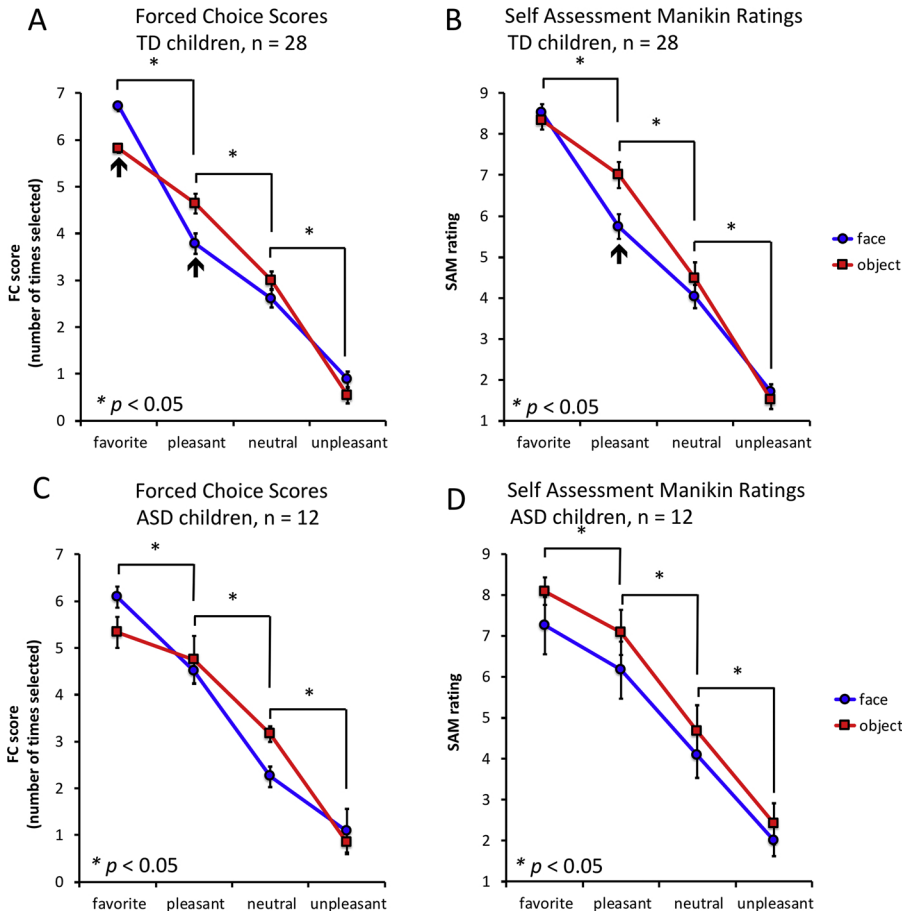 A
Forced Choice Scores
TD children, n = 28
*
*
*
7
6
5
4
3
2
1
0
FC score
(number of times selected)
* p < 0.05
favorite pleasant neutral unpleasant
B
Self Assessment Manikin Ratings
TD children, n = 28
*
*
*
9
8
7
6
5
4
3
2
1
SAM rating
* p < 0.05
favorite pleasant neutral unpleasant
face
object
C
Forced Choice Scores
ASD children, n = 12
*
*
*
7
6
5
4
3
2
1
0
FC score
(number of times selected)
* p < 0.05
favorite pleasant neutral unpleasant
D
Self Assessment Manikin Ratings
ASD children, n = 12
*
*
*
9
8
7
6
5
4
3
2
1
SAM rating
* p < 0.05
favorite pleasant neutral unpleasant
face
object